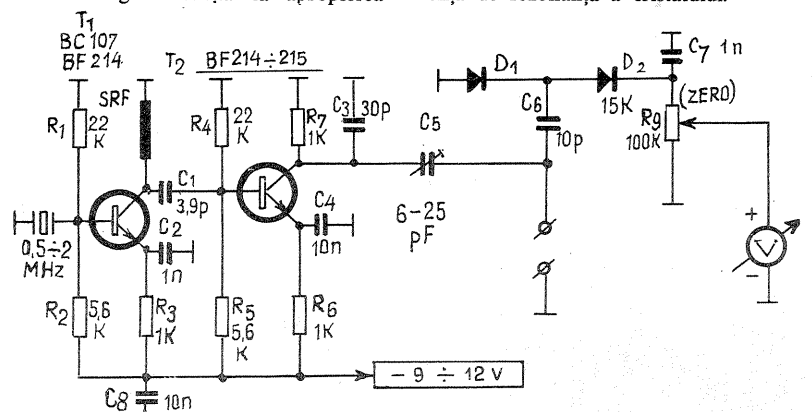 T1
BC 107
BF 214
SRF
R1
22
K
T2
BF214÷215
R4
22
K
R7
1K
C3
30p
C5
6-25
pF
D1
C6
10p
D2
15K
C7 1n
(ZERO)
R9
100K
+
V
-
C1
3,9p
C2
1n
C4
10n
0,5÷2
MHz
R2
5,6
K
R3
1K
R5
5,6
K
R6
1K
C8
10n
- 9 ÷ 12 V